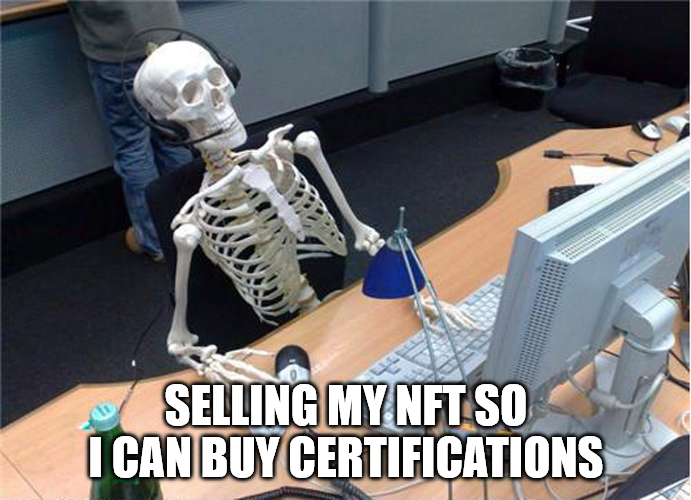 SELLING MY NFT SO
I CAN BUY CERTIFICATIONS